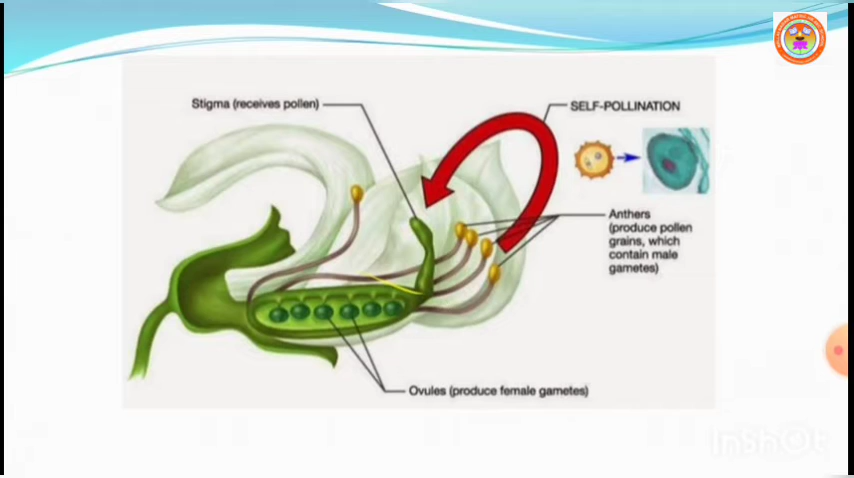 Stigma (receives pollen)
SELF-POLLINATION
Anthers
(produce pollen
grains, which
contain male
gametes)
Ovules (produce female gametes)
InShOt